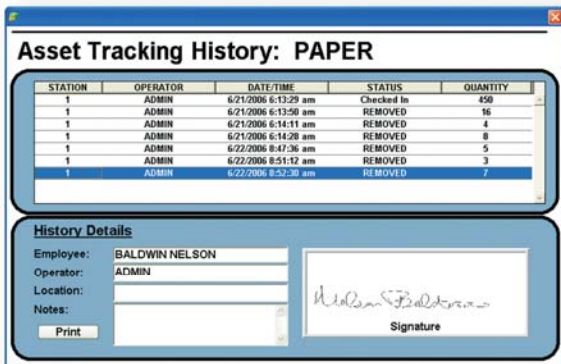 Asset Tracking History: PAPER
STATION OPERATOR DATE/TIME STATUS QUANTITY
1 ADMIN 6/21/2006 6:13:29 am Checked In 450
1 ADMIN 6/21/2006 6:13:50 am REMOVED 16
1 ADMIN 6/21/2006 6:14:11 am REMOVED 4
1 ADMIN 6/21/2006 6:14:28 am REMOVED 8
1 ADMIN 6/22/2006 8:47:36 am REMOVED 5
1 ADMIN 6/22/2006 8:51:12 am REMOVED 3
1 ADMIN 6/22/2006 8:52:30 am REMOVED 7
History Details
Employee: BALDWIN NELSON
Operator: ADMIN
Location:
Notes:
Print
Signature